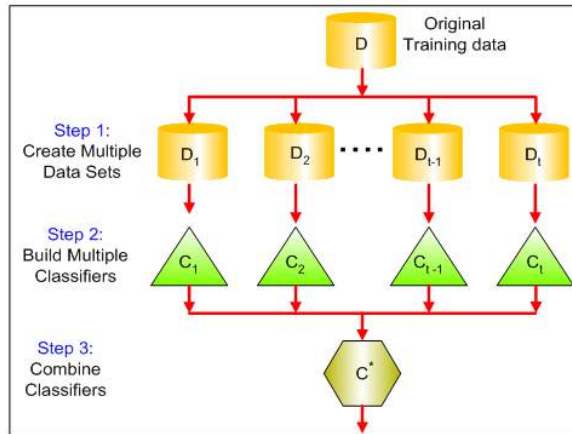 Original
Training data
D
Step 1:
Create Multiple
Data Sets
D₁ D₂ .... Dₜ₋₁ Dₜ
Step 2:
Build Multiple
Classifiers
C₁ C₂ Cₜ₋₁ Cₜ
Step 3:
Combine
Classifiers
C*